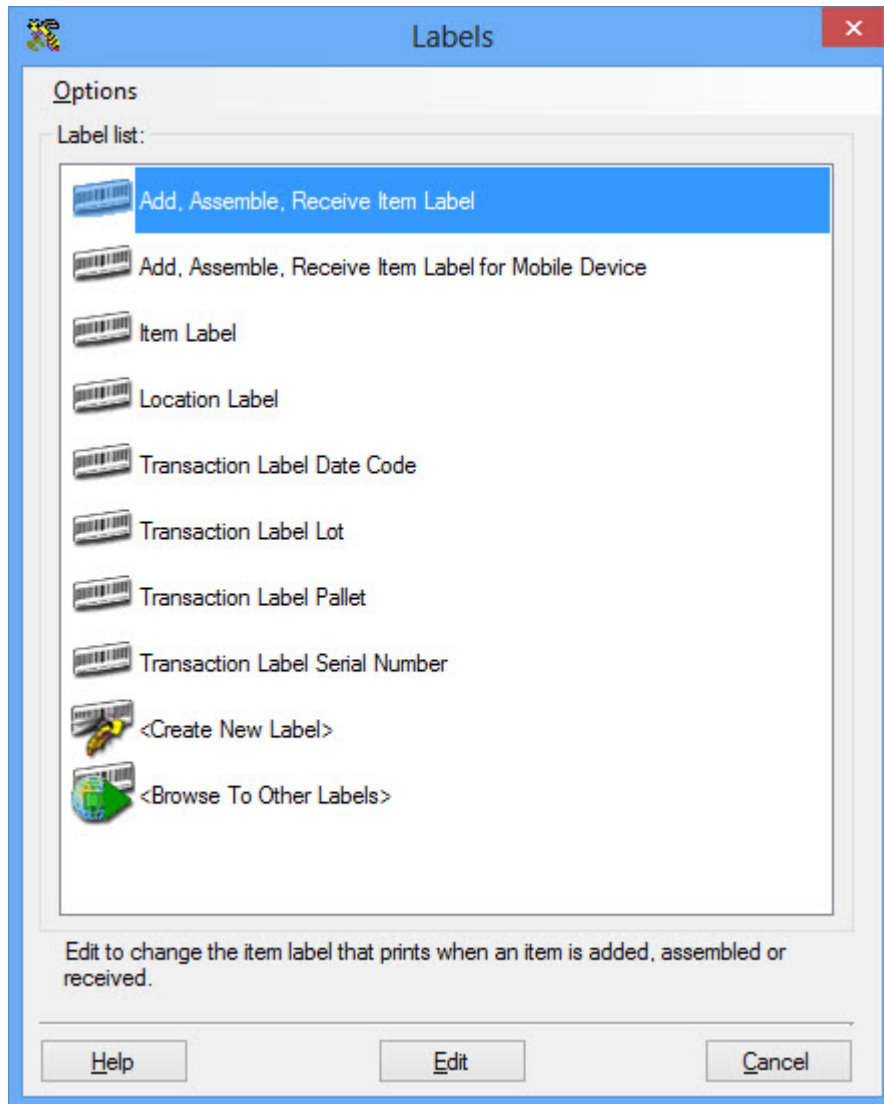 Labels
Options
Label list:
Add, Assemble, Receive Item Label
Add, Assemble, Receive Item Label for Mobile Device
Item Label
Location Label
Transaction Label Date Code
Transaction Label Lot
Transaction Label Pallet
Transaction Label Serial Number
<Create New Label>
<Browse To Other Labels>
Edit to change the item label that prints when an item is added, assembled or
received.
Help Edit Cancel